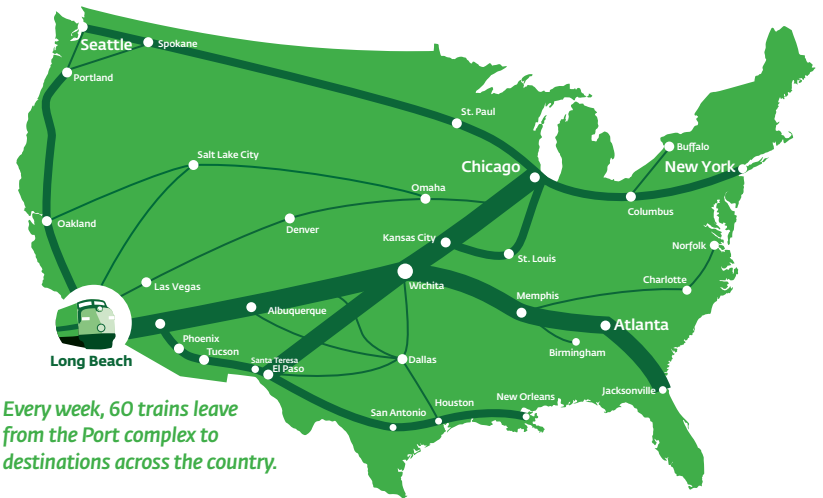 Seattle
Spokane
Portland
St. Paul
Chicago
Buffalo
New York
Salt Lake City
Omaha
Columbus
Oakland
Denver
Kansas City
St. Louis
Norfolk
Las Vegas
Wichita
Charlotte
Albuquerque
Memphis
Atlanta
Phoenix
Tucson
Santa Teresa
El Paso
Dallas
Birmingham
Long Beach
Jacksonville
San Antonio
Houston
New Orleans
Every week, 60 trains leave
from the Port complex to
destinations across the country.